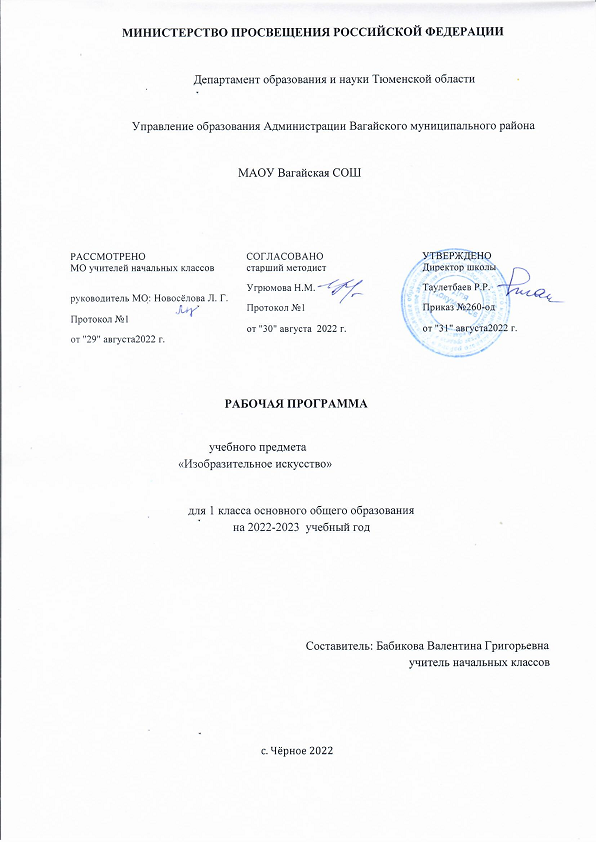 МИНИСТЕРСТВО ПРОСВЕЩЕНИЯ РОССИЙСКОЙ ФЕДЕРАЦИИ
Департамент образования и науки Тюменской области
Управление образования Администрации Вагайского муниципального района
МАОУ Вагайская СОШ
РАССМОТРЕНО
МО учителей начальных классов
руководитель МО: Новосёлова Л. Г.
Протокол №1
от "29" августа2022 г.
СОГЛАСОВАНО
старший методист
Угрюмова Н.М.
Протокол №1
от "30" августа 2022 г.
УТВЕРЖДЕНО
Директор школы
Таулетбаев Р.Р.
Приказ №260-од
от "31" августа2022 г.
РАБОЧАЯ ПРОГРАММА
учебного предмета
«Изобразительное искусство»
для 1 класса основного общего образования
на 2022-2023 учебный год
Составитель: Бабикова Валентина Григорьевна
учитель начальных классов
с. Чёрное 2022